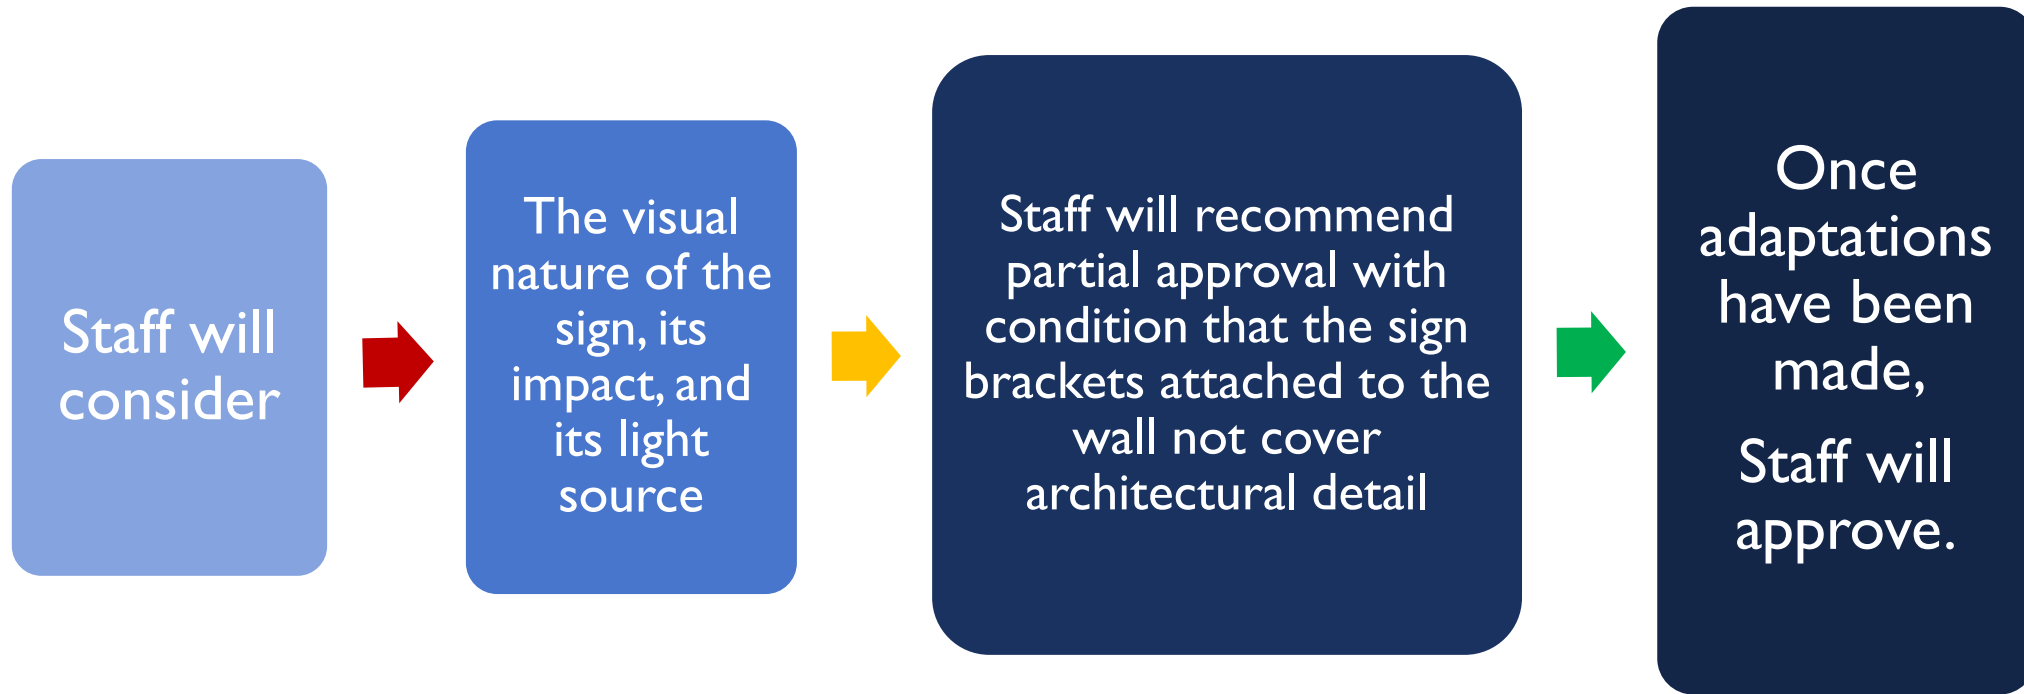 Staff will
consider
The visual
nature of the
sign, its
impact, and
its light
source
Staff will recommend
partial approval with
condition that the sign
brackets attached to the
wall not cover
architectural detail
Once
adaptations
have been
made,
Staff will
approve.